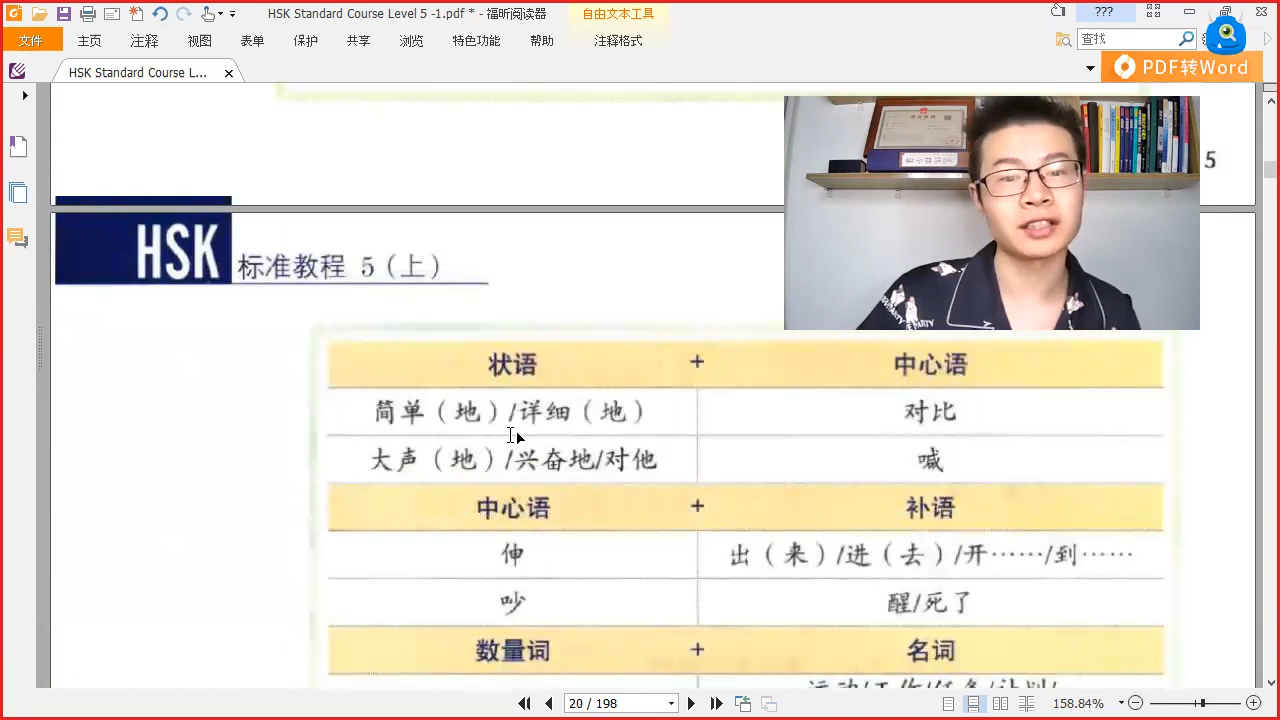 HSK Standard Course Level 5 -1.pdf * - 福昕阅读器
自由文本工具
???
文件 主页 注释 视图 表单 保护 共享 浏览 特色功能 帮助 注释格式
查找
HSK Standard Course L...
PDF转Word
5
HSK 标准教程 5（上）
状语 + 中心语
简单（地）/详细（地） 对比
大声（地）/兴奋地/对他 喊
中心语 + 补语
伸 出（来）/进（去）/开……/到……
吵 醒/死了
数量词 + 名词
20 / 198
158.84%